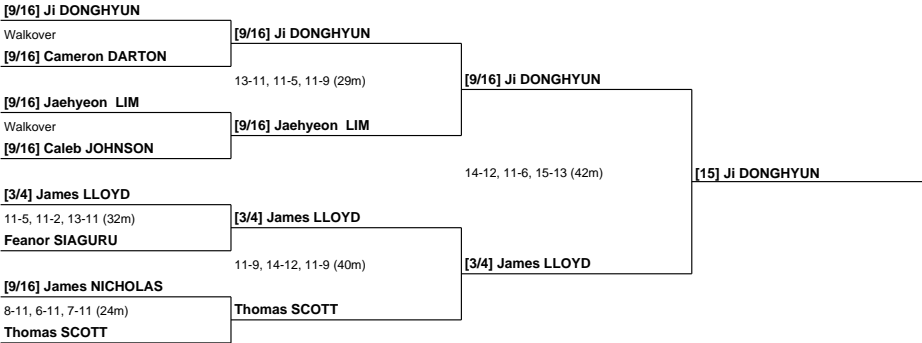 [9/16] Ji DONGHYUN
Walkover
[9/16] Cameron DARTON
[9/16] Ji DONGHYUN
13-11, 11-5, 11-9 (29m)
[9/16] Jaehyeon  LIM
Walkover
[9/16] Caleb JOHNSON
[9/16] Jaehyeon  LIM
[9/16] Ji DONGHYUN
14-12, 11-6, 15-13 (42m)
[15] Ji DONGHYUN
[3/4] James LLOYD
11-5, 11-2, 13-11 (32m)
Feanor SIAGURU
[3/4] James LLOYD
11-9, 14-12, 11-9 (40m)
[3/4] James LLOYD
[9/16] James NICHOLAS
8-11, 6-11, 7-11 (24m)
Thomas SCOTT
Thomas SCOTT